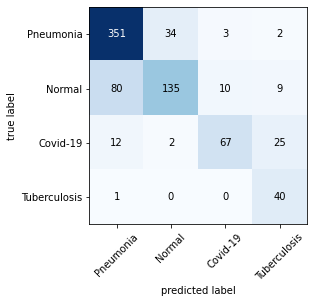 Pneumonia 351 34 3 2
Normal 80 135 10 9
Covid-19 12 2 67 25
Tuberculosis 1 0 0 40
true label
Pneumonia Normal Covid-19 Tuberculosis
predicted label